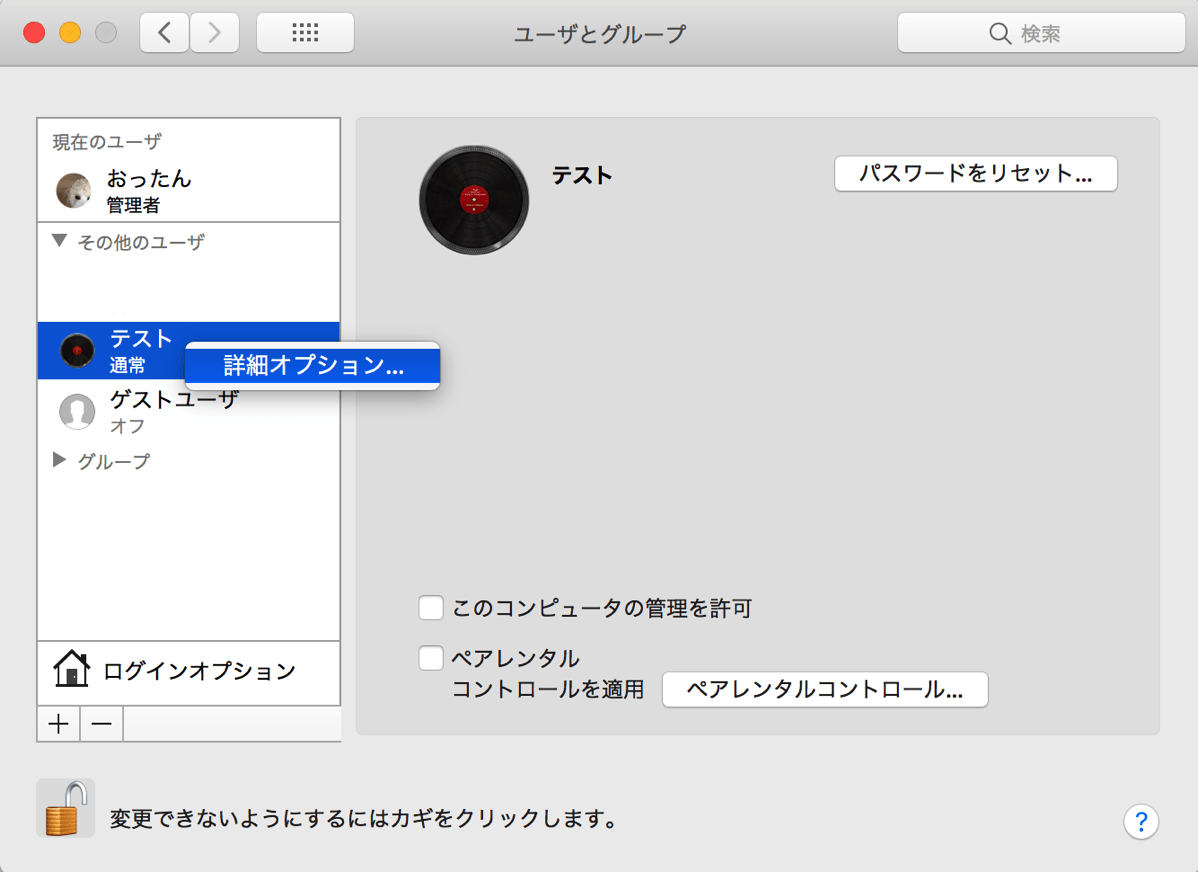 ユーザとグループ
検索
現在のユーザ
おったん
管理者
その他のユーザ
テスト
通常
詳細オプション...
ゲストユーザ
オフ
グループ
ログインオプション
テスト
パスワードをリセット...
このコンピュータの管理を許可
ペアレンタル
コントロールを適用
ペアレンタルコントロール...
変更できないようにするにはカギをクリックします。
?